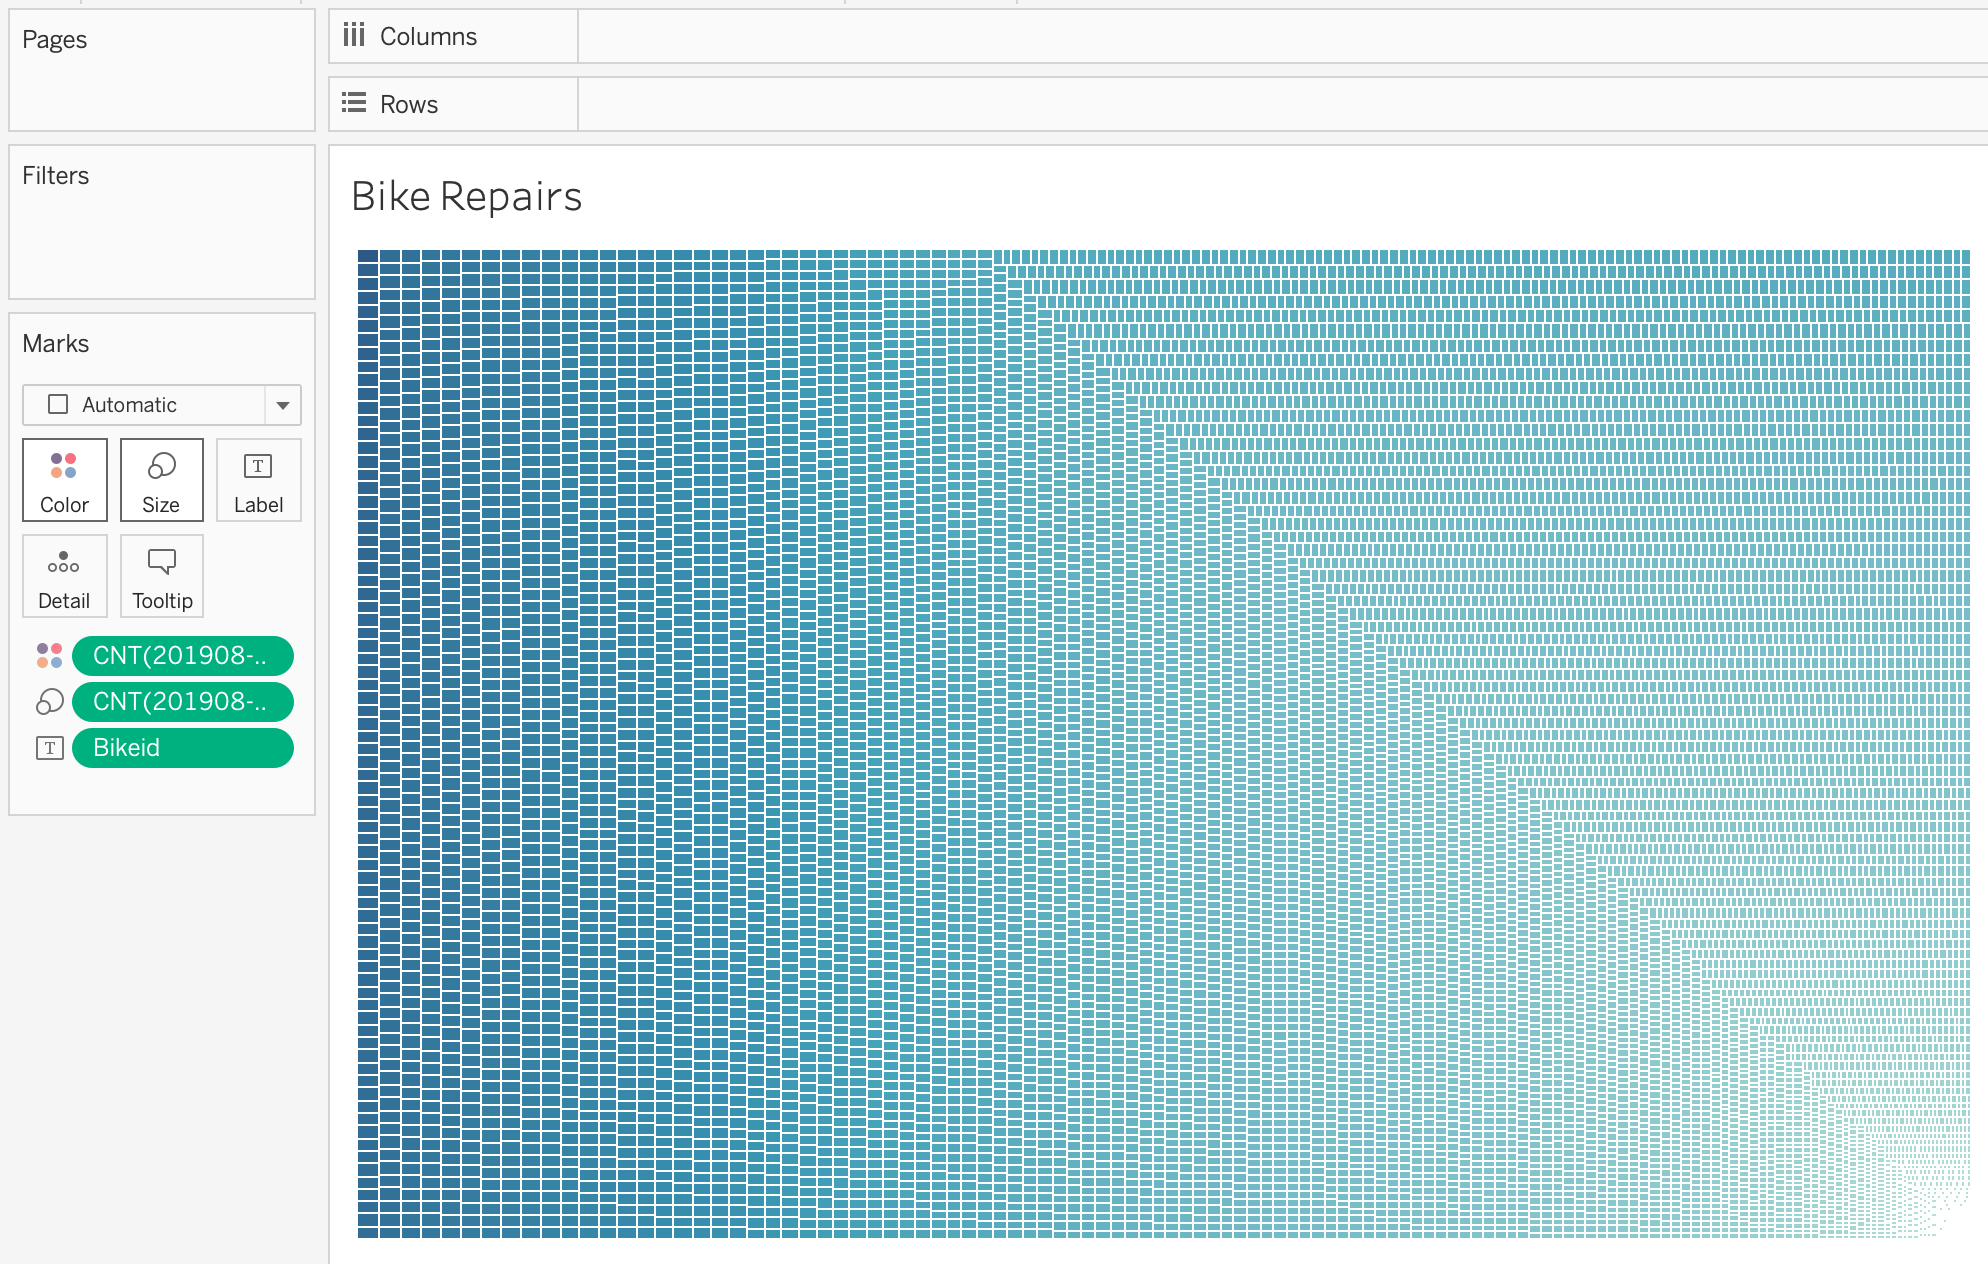 Pages
Columns
Rows
Filters
Bike Repairs
Marks
Automatic
Color
Size
T
Label
Detail
Tooltip
CNT(201908-..
CNT(201908-..
T
Bikeid